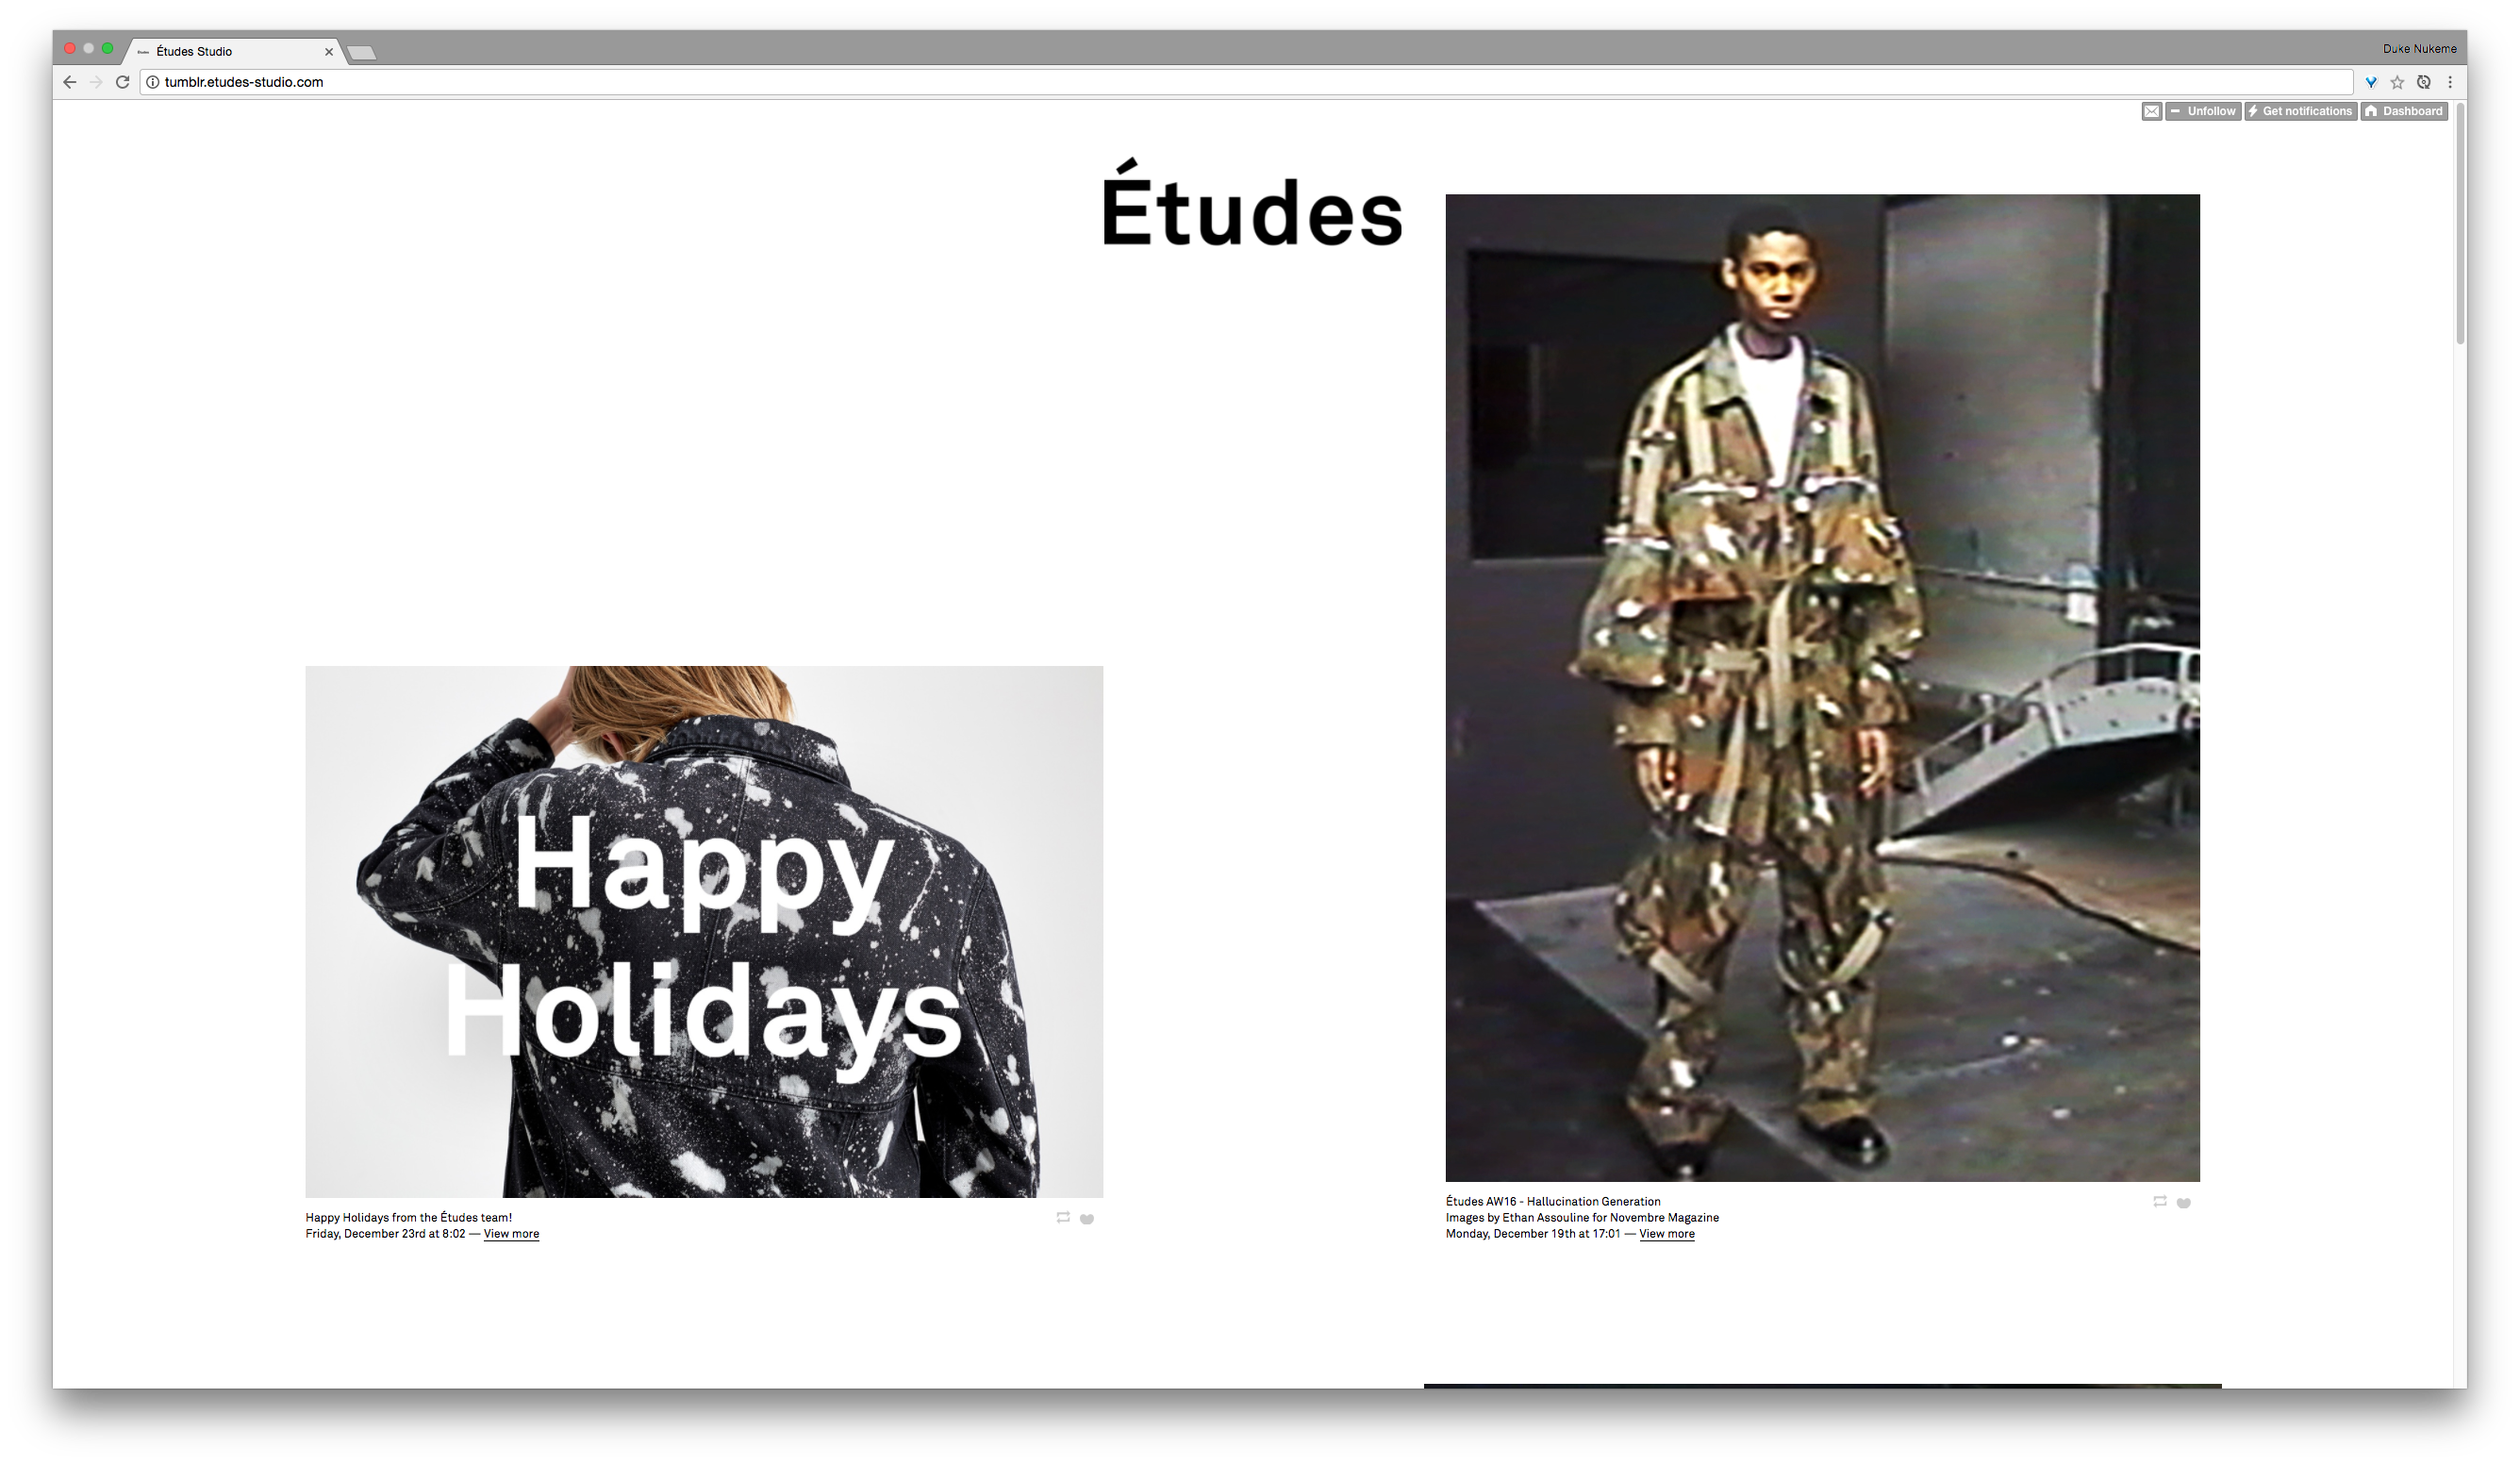 Études Studio
Duke Nukeme
tumblr.etudes-studio.com
Unfollow
Get notifications
Dashboard
Études
Happy
Holidays
Happy Holidays from the Études team!
Friday, December 23rd at 8:02 — View more
Études AW16 - Hallucination Generation
Images by Ethan Assouline for Novembre Magazine
Monday, December 19th at 17:01 — View more